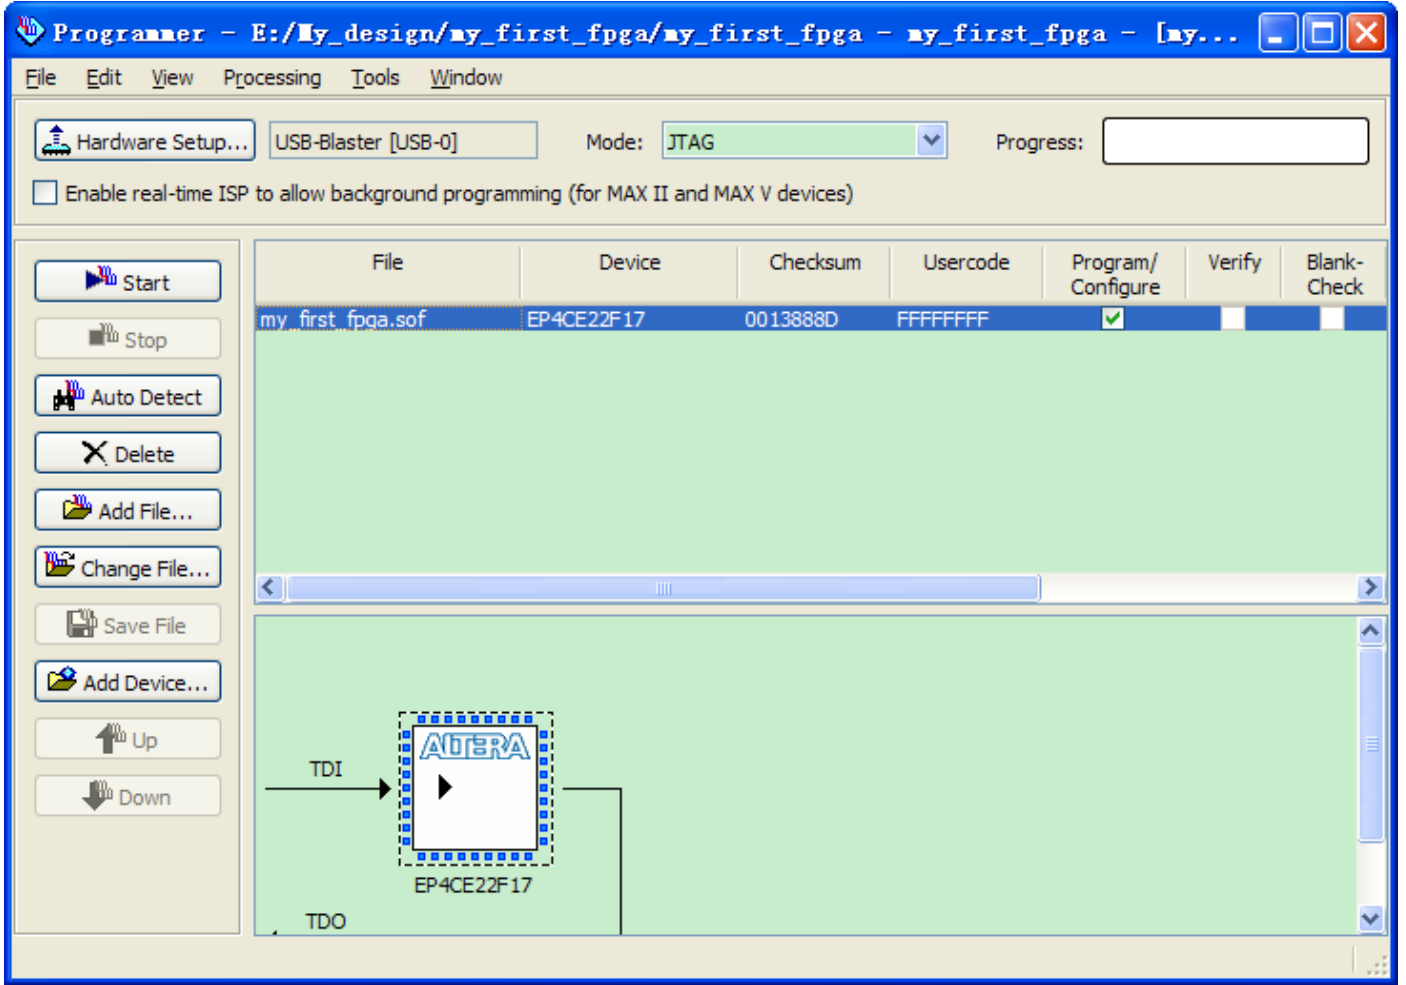 Programmer - E:/My_design/my_first_fpga/my_first_fpga - my_first_fpga - [my...
File Edit View Processing Tools Window
Hardware Setup... USB-Blaster [USB-0] Mode: JTAG Progress:
Enable real-time ISP to allow background programming (for MAX II and MAX V devices)
Start
Stop
Auto Detect
Delete
Add File...
Change File...
Save File
Add Device...
Up
Down
File Device Checksum Usercode Program/ Verify Blank-
Configure Check
my_first_fpga.sof EP4CE22F17 0013888D FFFFFFFF
ALTERA
TDI
EP4CE22F17
TDO